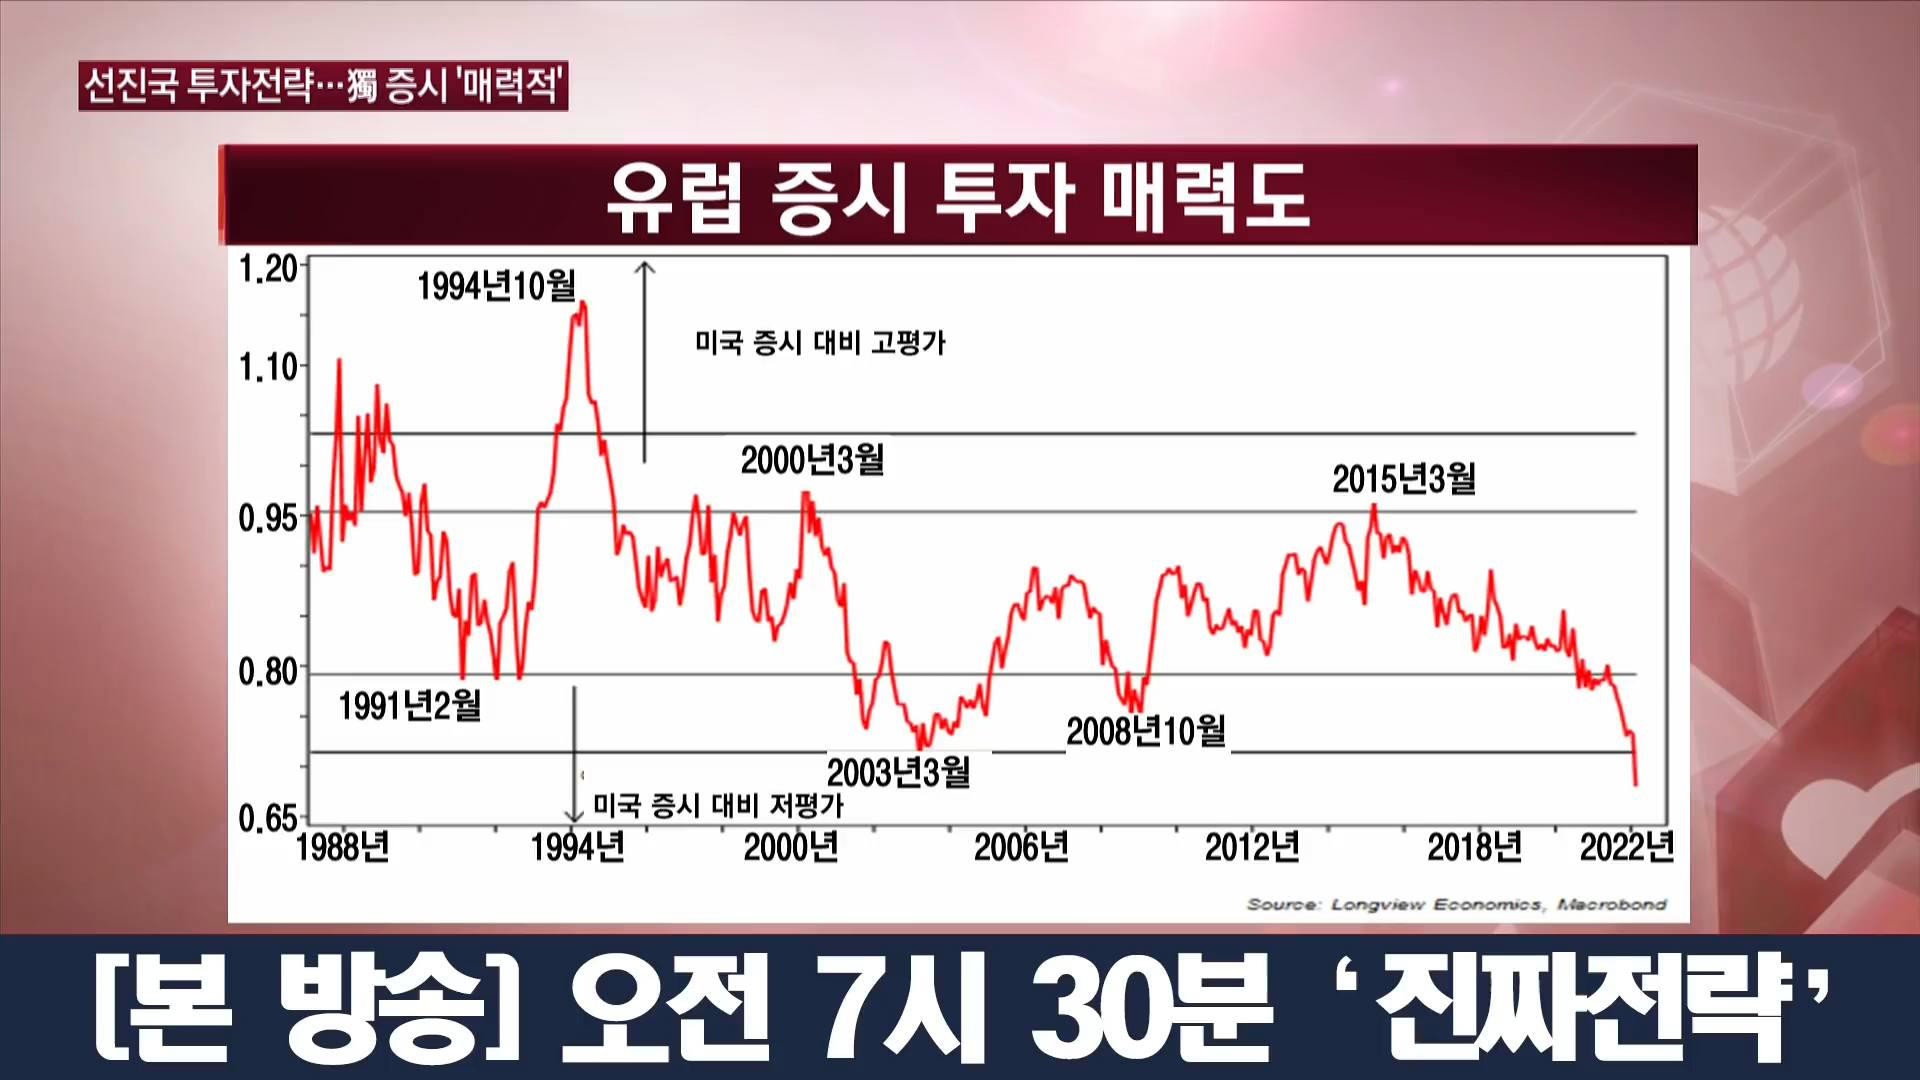 선진국 투자전략…獨 증시 '매력적'
유럽 증시 투자 매력도
1.20
1994년10월
미국 증시 대비 고평가
1.10
2000년3월
2015년3월
0.95
0.80
1991년2월
2008년10월
2003년3월
미국 증시 대비 저평가
0.65
1988년 1994년 2000년 2006년 2012년 2018년 2022년
Source: Longview Economics, Macrobond
[본 방송] 오전 7시 30분 ‘진짜전략’